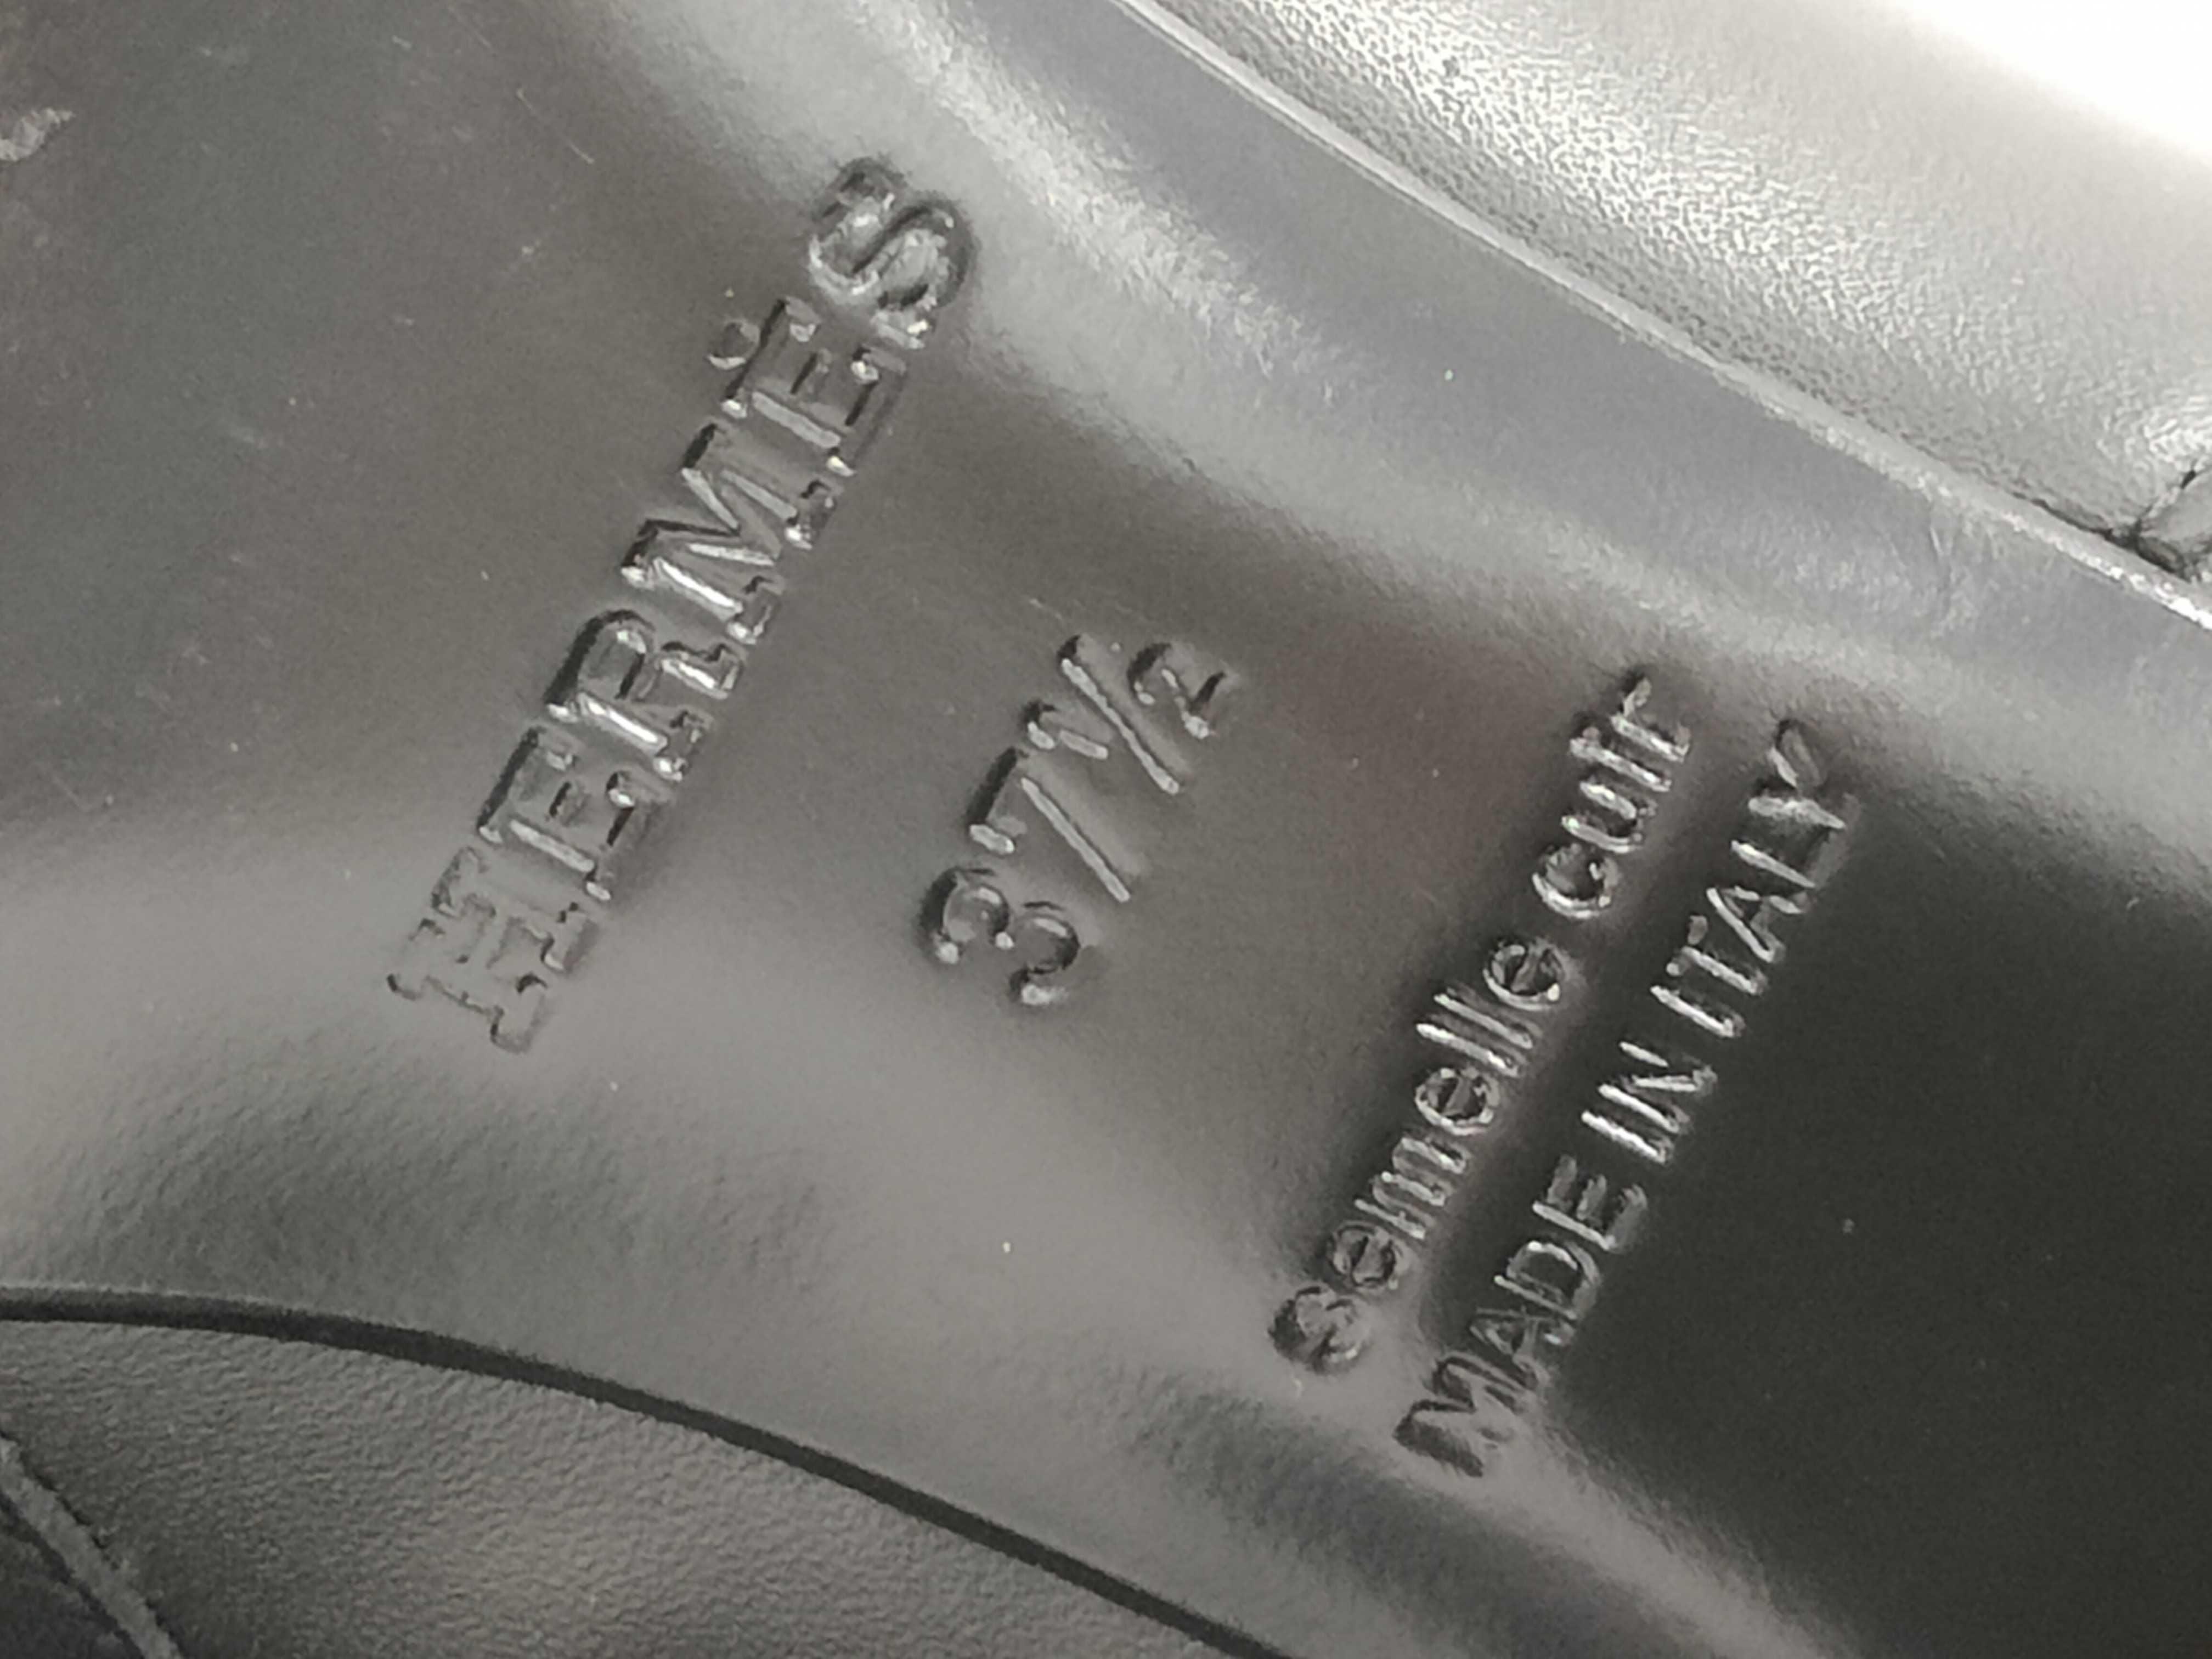 HERMÈS
37½
Semelle cuir
MADE IN ITALY